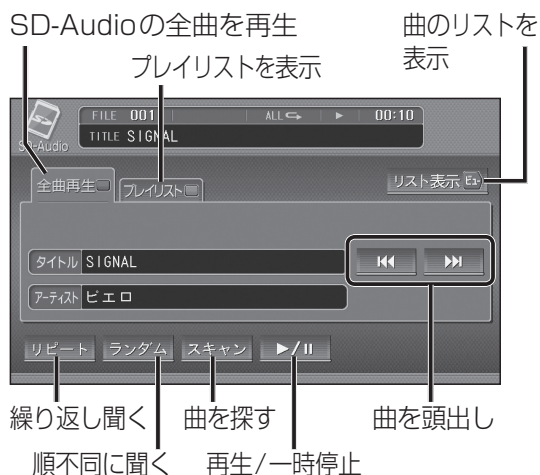 SD-Audioの全曲を再生
曲のリストを
表示
プレイリストを表示
SD-Audio
FILE 001 ALL ▶ 00:10
TITLE SIGNAL
全曲再生
プレイリスト
リスト表示 ビュー
タイトル SIGNAL
アーティスト ピエロ
リピート ランダム スキャン ▶/II
繰り返し聞く
曲を探す
曲を頭出し
順不同に聞く
再生/一時停止